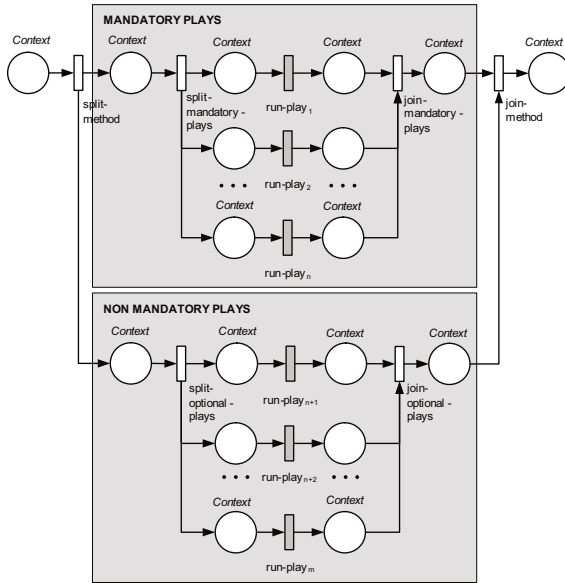 MANDATORY PLAYS
Context
Context
Context
Context
Context
Context
split-
method
split-
mandatory -
plays
run-play1
join-
mandatory -
plays
join-
method
run-play2
. . .
. . .
Context
Context
run-playn
NON MANDATORY PLAYS
Context
Context
Context
Context
split-
optional -
plays
run-playn+1
join-
optional -
plays
run-playn+2
. . .
. . .
Context
Context
run-playm